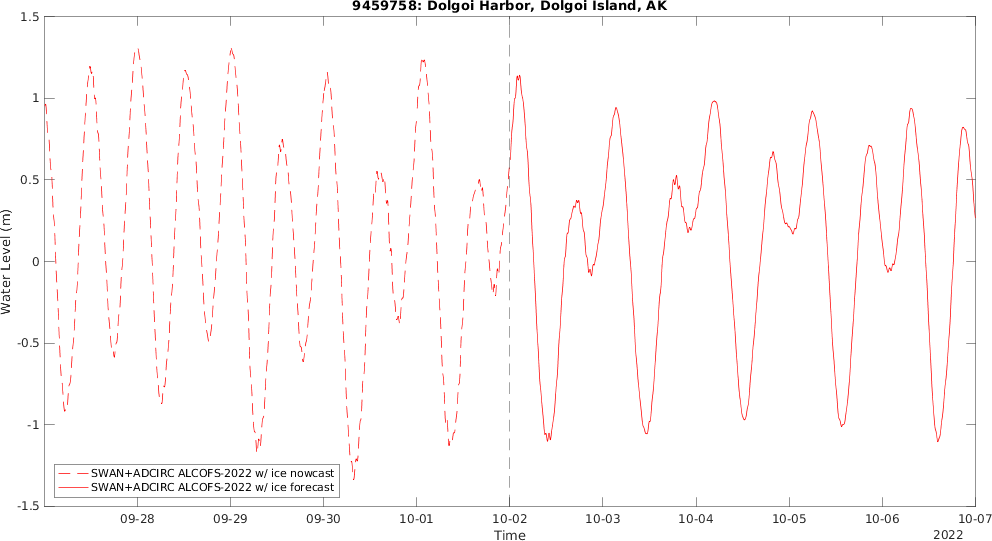 9459758: Dolgoi Harbor, Dolgoi Island, AK
1.5
1
0.5
0
-0.5
-1
-1.5
Water Level (m)
SWAN+ADCIRC ALCOFS-2022 w/ ice nowcast
SWAN+ADCIRC ALCOFS-2022 w/ ice forecast
09-28 09-29 09-30 10-01 10-02 10-03 10-04 10-05 10-06 10-07
Time
2022